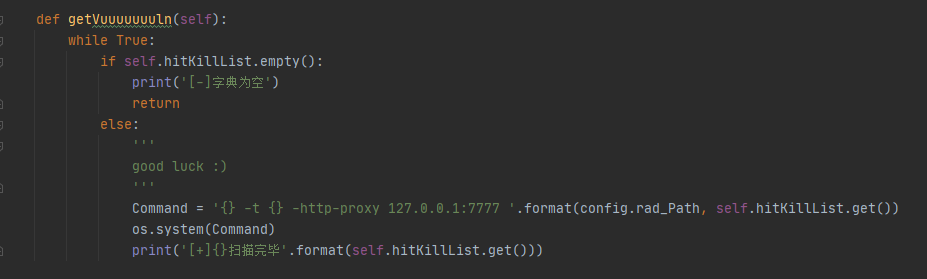 def getVuuuuuuuln(self):
while True:
if self.hitKillList.empty():
print('[-]字典为空')
return
else:
'''
good luck :)
'''
Command = '{} -t {} -http-proxy 127.0.0.1:7777 '.format(config.rad_Path, self.hitKillList.get())
os.system(Command)
print('[+]{}扫描完毕'.format(self.hitKillList.get()))